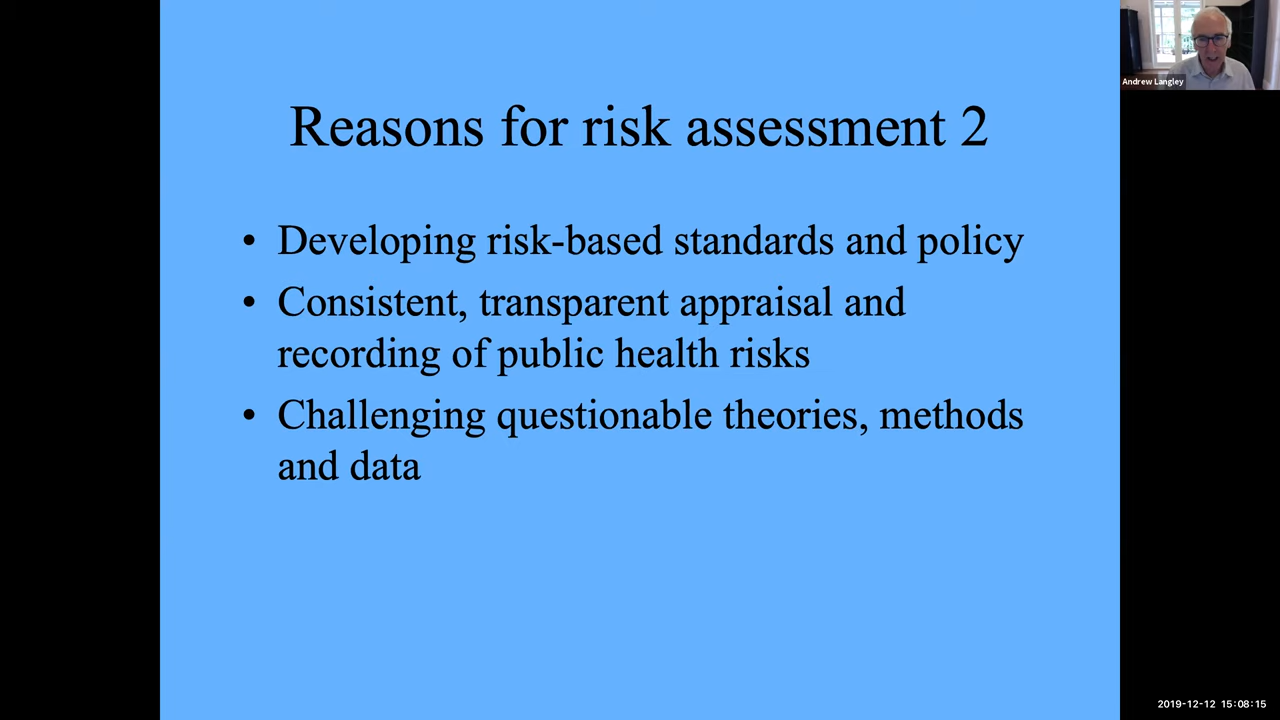 Andrew Langley
Reasons for risk assessment 2
• Developing risk-based standards and policy
• Consistent, transparent appraisal and
recording of public health risks
• Challenging questionable theories, methods
and data
2019-12-12 15:08:15